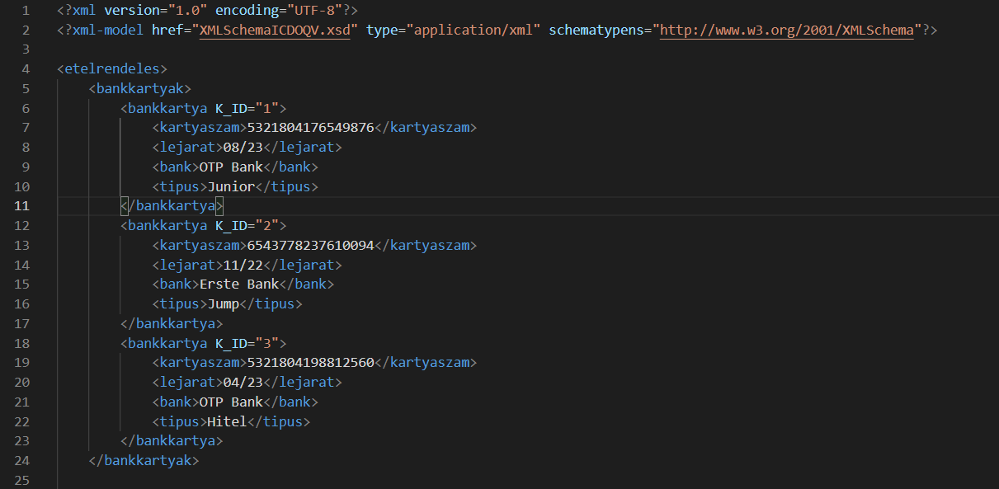 1 <?xml version="1.0" encoding="UTF-8"?>
2 <?xml-model href="XMLSchemaICDOQV.xsd" type="application/xml" schematypens="http://www.w3.org/2001/XMLSchema"?>
3
4 <etelrendeles>
5     <bankkartyak>
6         <bankkartya K_ID="1">
7             <kartyaszam>5321804176549876</kartyaszam>
8             <lejarat>08/23</lejarat>
9             <bank>OTP Bank</bank>
10             <tipus>Junior</tipus>
11         </bankkartya>
12         <bankkartya K_ID="2">
13             <kartyaszam>6543778237610094</kartyaszam>
14             <lejarat>11/22</lejarat>
15             <bank>Erste Bank</bank>
16             <tipus>Jump</tipus>
17         </bankkartya>
18         <bankkartya K_ID="3">
19             <kartyaszam>5321804198812560</kartyaszam>
20             <lejarat>04/23</lejarat>
21             <bank>OTP Bank</bank>
22             <tipus>Hitel</tipus>
23         </bankkartya>
24     </bankkartyak>
25